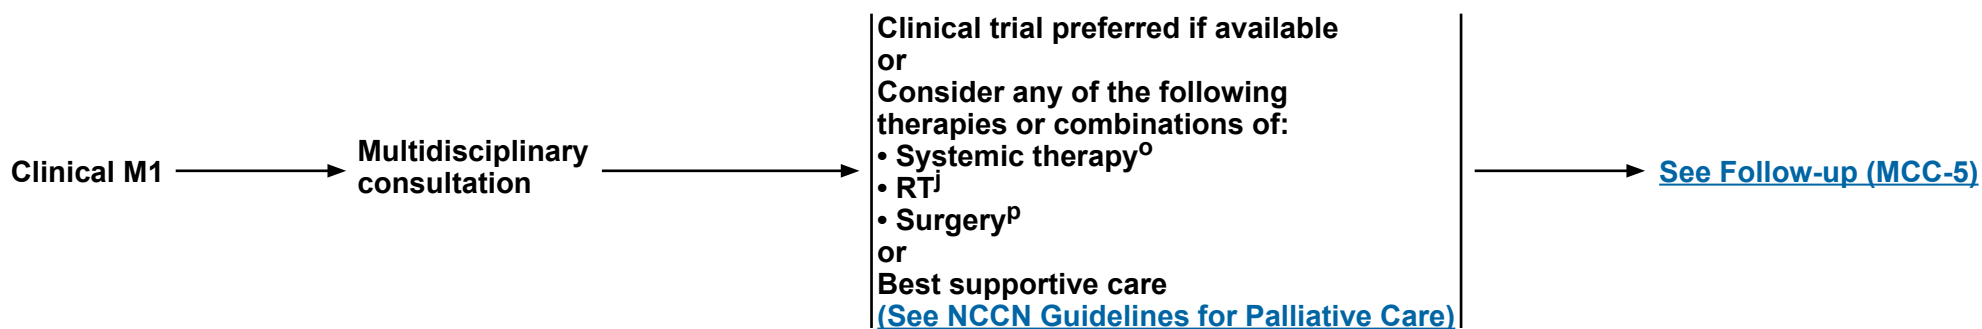 Clinical M1
Multidisciplinary
consultation
Clinical trial preferred if available
or
Consider any of the following
therapies or combinations of:
• Systemic therapyᵒ
• RTʲ
• Surgeryᵖ
or
Best supportive care
(See NCCN Guidelines for Palliative Care)
See Follow-up (MCC-5)